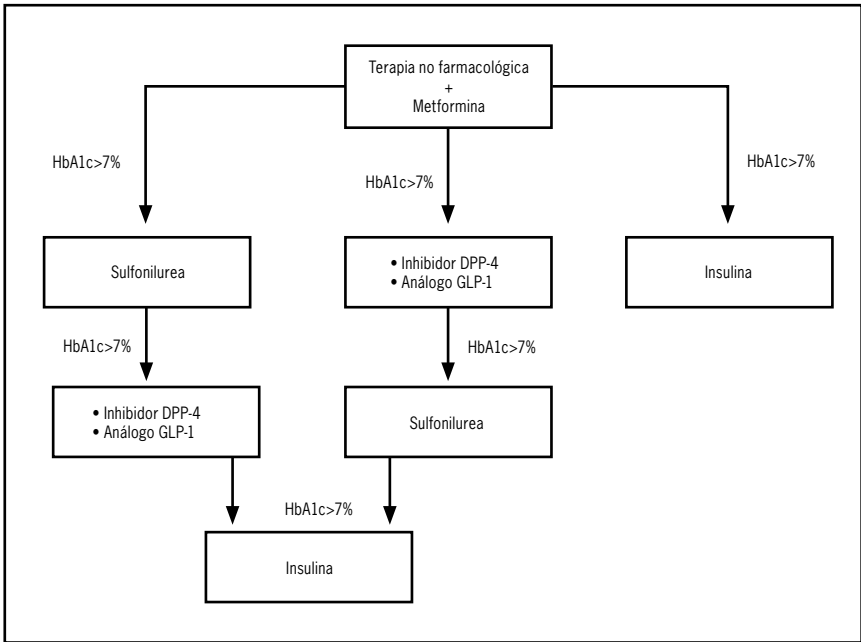 Terapia no farmacológica
+
Metformina
HbA1c>7%
HbA1c>7%
HbA1c>7%
Sulfonilurea
• Inhibidor DPP-4
• Análogo GLP-1
Insulina
HbA1c>7%
HbA1c>7%
• Inhibidor DPP-4
• Análogo GLP-1
Sulfonilurea
HbA1c>7%
Insulina